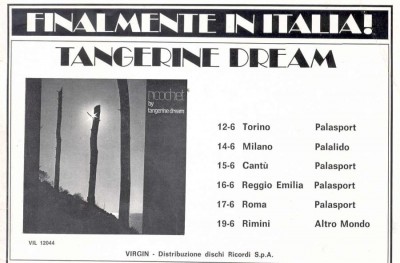 FINALMENTE IN ITALIA!
TANGERINE DREAM
ricochet
by
tangerine dream
12-6 Torino Palasport
14-6 Milano Palalido
15-6 Cantù Palasport
16-6 Reggio Emilia Palasport
17-6 Roma Palasport
19-6 Rimini Altro Mondo
VIL 12044
VIRGIN - Distribuzione dischi Ricordi S.p.A.